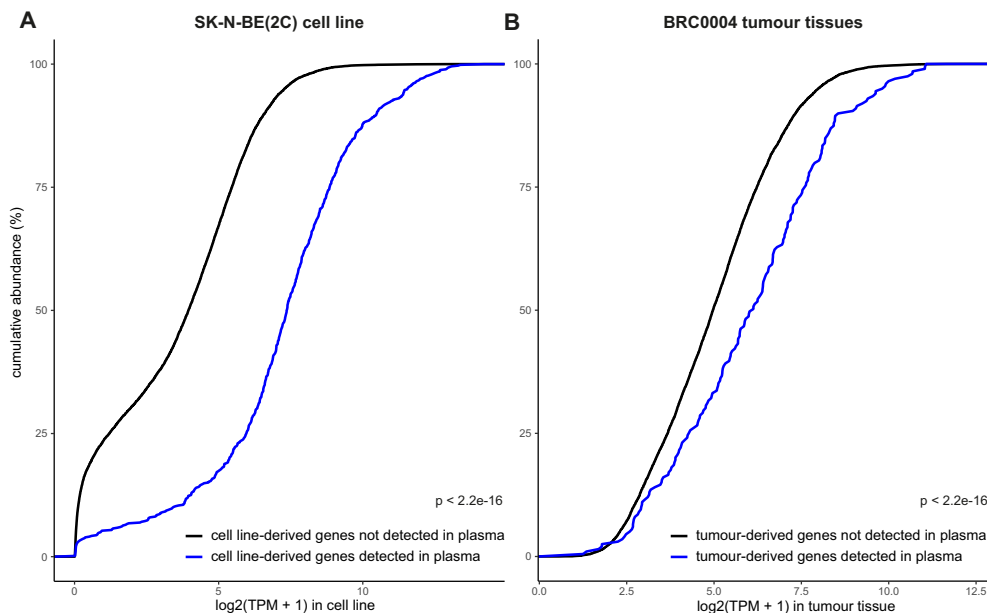 A
SK-N-BE(2C) cell line
cumulative abundance (%)
100
75
50
25
0
p < 2.2e-16
cell line-derived genes not detected in plasma
cell line-derived genes detected in plasma
0 5 10
log2(TPM + 1) in cell line
B
BRC0004 tumour tissues
100
75
50
25
0
p < 2.2e-16
tumour-derived genes not detected in plasma
tumour-derived genes detected in plasma
0.0 2.5 5.0 7.5 10.0 12.5
log2(TPM + 1) in tumour tissue